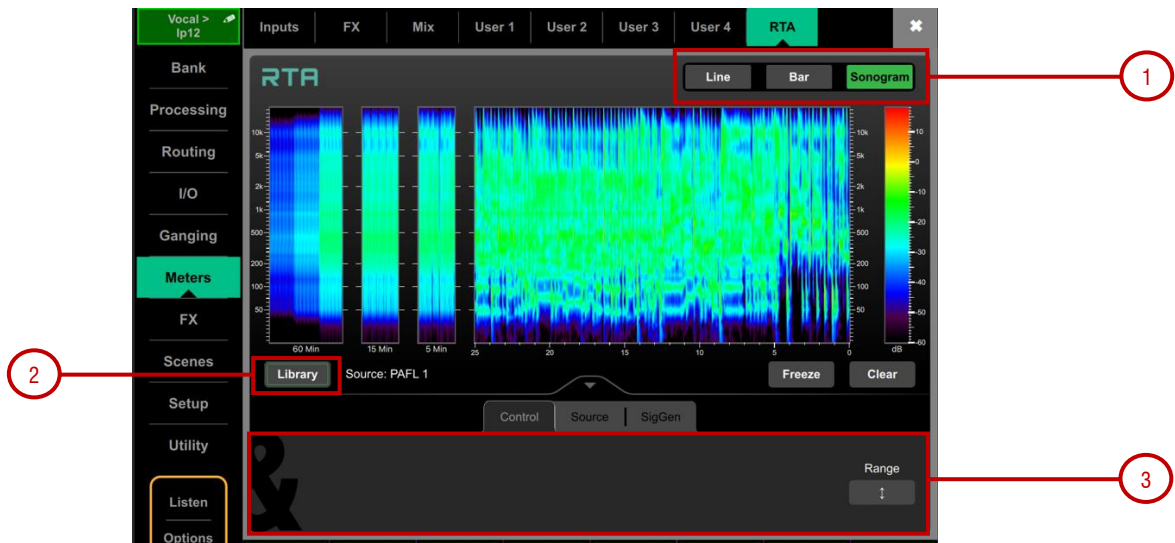 Vocal >
Ip12
Inputs FX Mix User 1 User 2 User 3 User 4 RTA
Bank
Processing
Routing
I/O
Ganging
Meters
FX
Scenes
Setup
Utility
Listen
Options
RTA
Line Bar Sonogram
1
10k
5k
2k
1k
500
200
100
50
60 Min 15 Min 5 Min 25 20 15 10 5 0
10k
5k
2k
1k
500
200
100
50
10
0
-10
-20
-30
-40
-50
-60
dB
2
Library Source: PAFL 1 Freeze Clear
Control Source SigGen
&
Range
↕
3